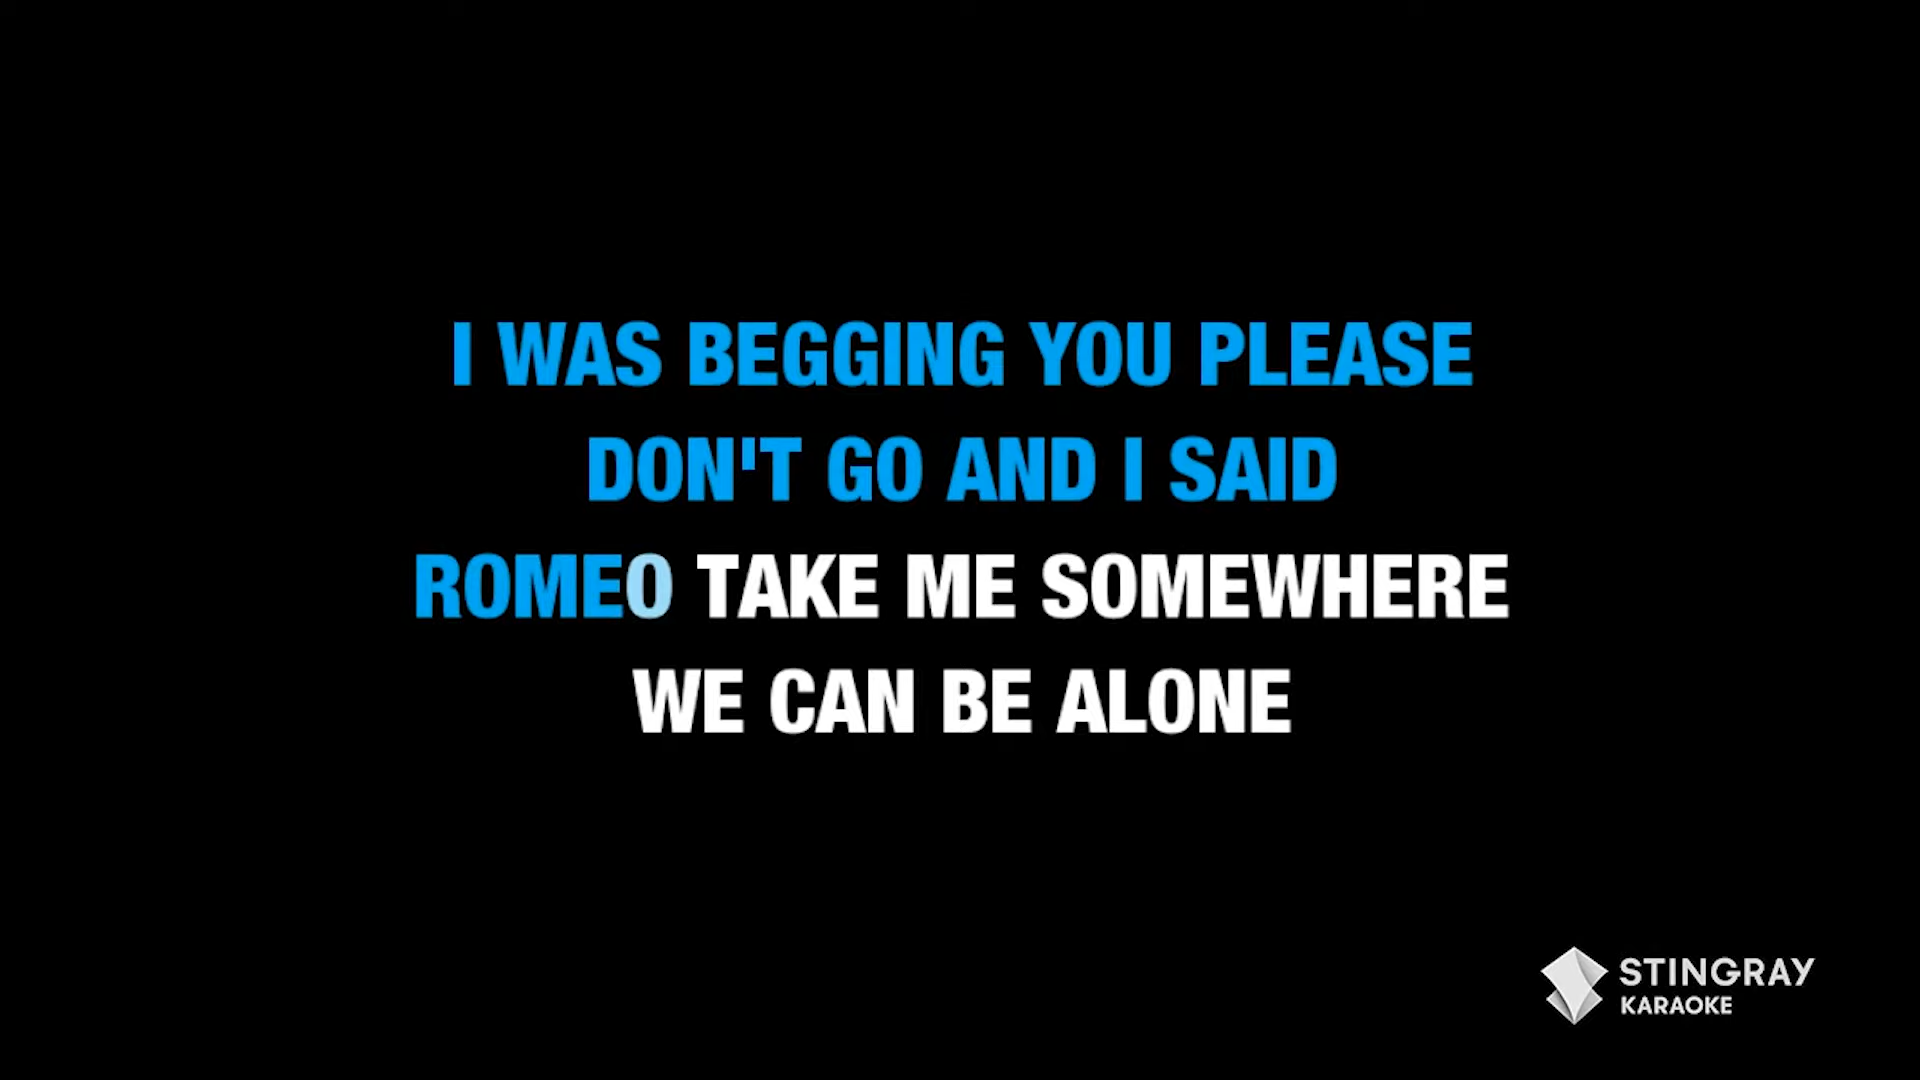 I WAS BEGGING YOU PLEASE
DON'T GO AND I SAID
ROMEO TAKE ME SOMEWHERE
WE CAN BE ALONE
STINGRAY
KARAOKE